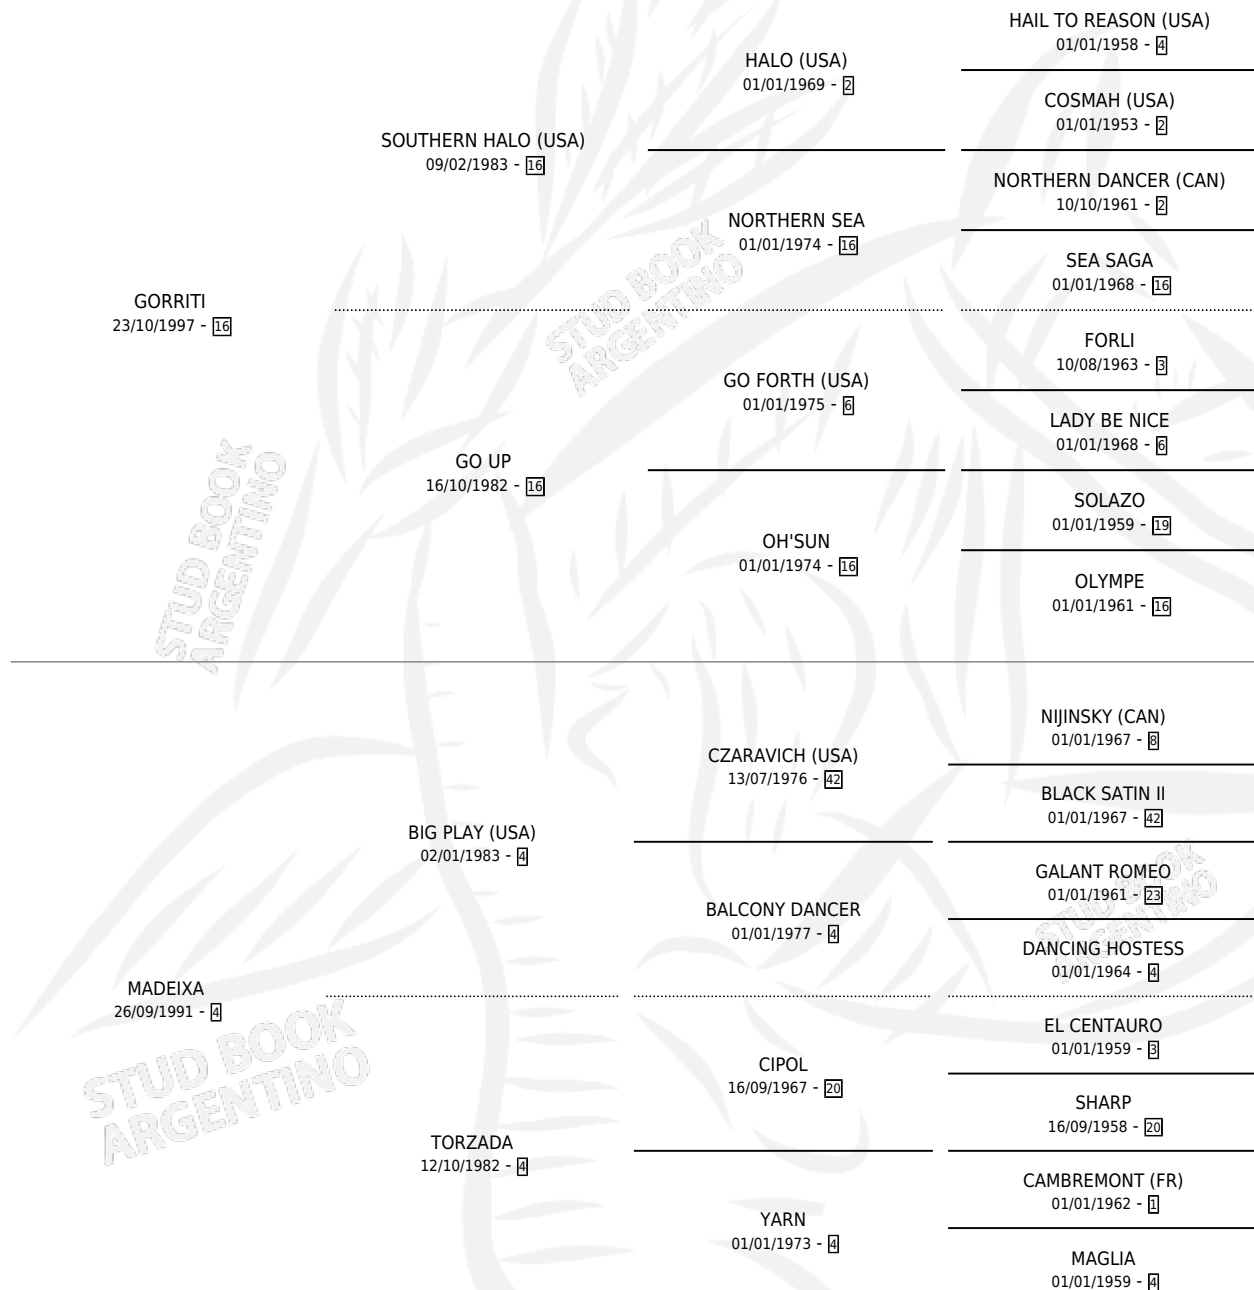 HAIL TO REASON (USA)
01/01/1958 - 4
HALO (USA)
01/01/1969 - 2
COSMAH (USA)
01/01/1953 - 2
SOUTHERN HALO (USA)
09/02/1983 - 16
NORTHERN DANCER (CAN)
10/10/1961 - 2
NORTHERN SEA
01/01/1974 - 16
SEA SAGA
01/01/1968 - 16
GORRITI
23/10/1997 - 16
STUD BOOK
ARGENTINO
FORLI
10/08/1963 - 3
GO FORTH (USA)
01/01/1975 - 6
LADY BE NICE
01/01/1968 - 6
GO UP
16/10/1982 - 16
SOLAZO
01/01/1959 - 19
OH'SUN
01/01/1974 - 16
OLYMPE
01/01/1961 - 16
STUD BOOK
ARGENTINO
NIJINSKY (CAN)
01/01/1967 - 8
CZARAVICH (USA)
13/07/1976 - 42
BLACK SATIN II
01/01/1967 - 42
BIG PLAY (USA)
02/01/1983 - 4
GALANT ROMEO
01/01/1961 - 23
BALCONY DANCER
01/01/1977 - 4
STUD BOOK
ARGENTINO
DANCING HOSTESS
01/01/1964 - 4
MADEIXA
26/09/1991 - 4
EL CENTAURO
01/01/1959 - 3
STUD BOOK
ARGENTINO
CIPOL
16/09/1967 - 20
SHARP
16/09/1958 - 20
TORZADA
12/10/1982 - 4
CAMBREMONT (FR)
01/01/1962 - 1
YARN
01/01/1973 - 4
MAGLIA
01/01/1959 - 4